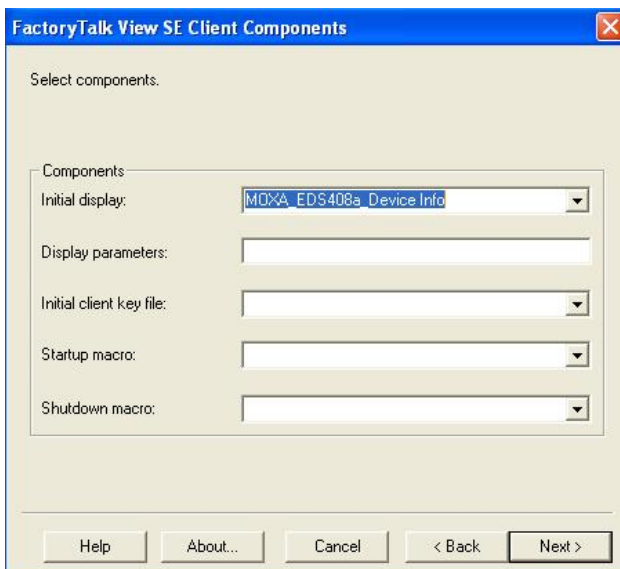 FactoryTalk View SE Client Components
Select components.
Components
Initial display: MOXA_EDS408a_Device Info
Display parameters:
Initial client key file:
Startup macro:
Shutdown macro:
Help About... Cancel < Back Next >